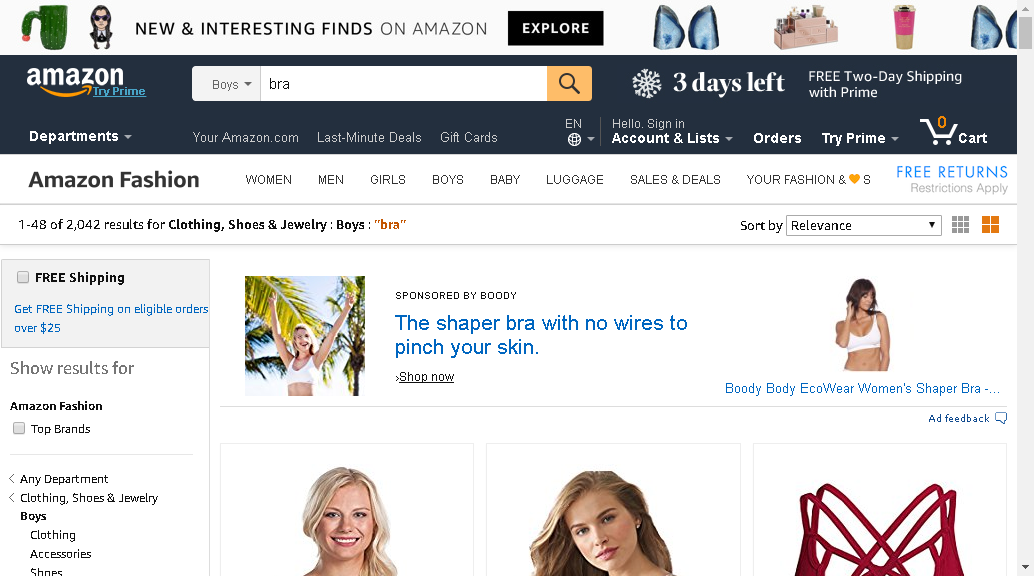 NEW & INTERESTING FINDS ON AMAZON EXPLORE
amazon
Try Prime
Boys bra
3 days left
FREE Two-Day Shipping
with Prime
Departments
Your Amazon.com Last-Minute Deals Gift Cards
EN
Hello. Sign in
Account & Lists
Orders
Try Prime
0
Cart
Amazon Fashion
WOMEN MEN GIRLS BOYS BABY LUGGAGE SALES & DEALS YOUR FASHION & S
FREE RETURNS
Restrictions Apply
1-48 of 2,042 results for Clothing, Shoes & Jewelry : Boys : "bra"
Sort by Relevance
FREE Shipping
Get FREE Shipping on eligible orders
over $25
Show results for
Amazon Fashion
Top Brands
Any Department
Clothing, Shoes & Jewelry
Boys
Clothing
Accessories
Shoes
SPONSORED BY BOODY
The shaper bra with no wires to
pinch your skin.
›Shop now
Boody Body EcoWear Women's Shaper Bra -...
Ad feedback